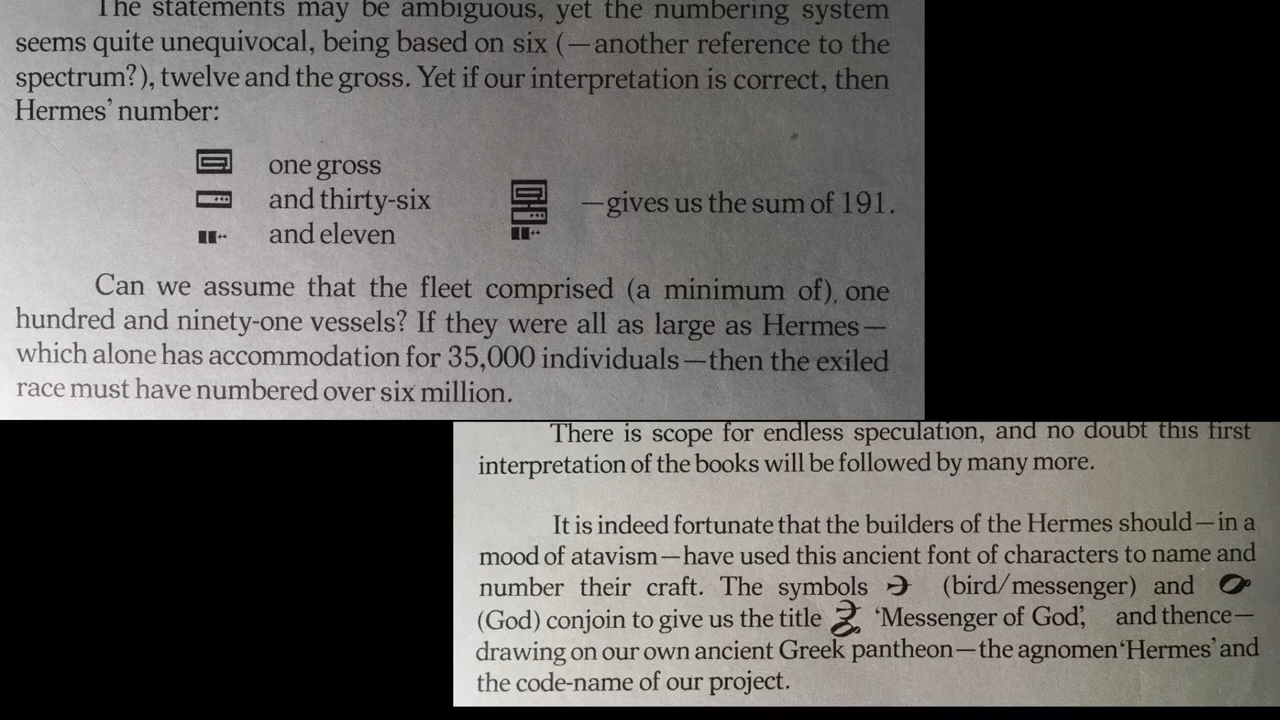 The statements may be ambiguous, yet the numbering system
seems quite unequivocal, being based on six (—another reference to the
spectrum?), twelve and the gross. Yet if our interpretation is correct, then
Hermes' number:
one gross
and thirty-six
and eleven
—gives us the sum of 191.
Can we assume that the fleet comprised (a minimum of), one
hundred and ninety-one vessels? If they were all as large as Hermes—
which alone has accommodation for 35,000 individuals—then the exiled
race must have numbered over six million.
There is scope for endless speculation, and no doubt this first
interpretation of the books will be followed by many more.
It is indeed fortunate that the builders of the Hermes should—in a
mood of atavism—have used this ancient font of characters to name and
number their craft. The symbols (bird/messenger) and
(God) conjoin to give us the title 'Messenger of God', and thence—
drawing on our own ancient Greek pantheon—the agnomen 'Hermes' and
the code-name of our project.